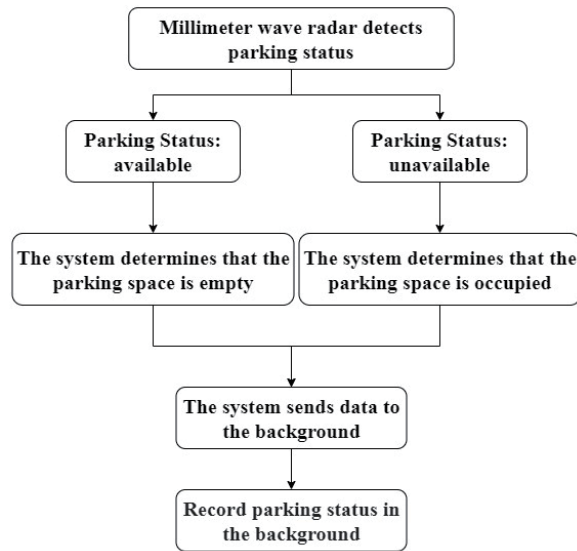 Millimeter wave radar detects
parking status
Parking Status:
available
Parking Status:
unavailable
The system determines that the
parking space is empty
The system determines that the
parking space is occupied
The system sends data to
the background
Record parking status in
the background